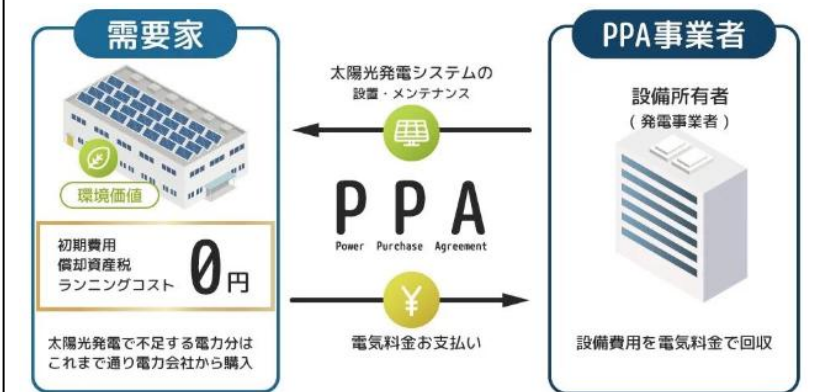 需要家
環境価値
初期費用
償却資産税
ランニングコスト
0円
太陽光発電で不足する電力分は
これまで通り電力会社から購入
太陽光発電システムの
設置・メンテナンス
PPA
Power Purchase Agreement
¥
電気料金お支払い
PPA事業者
設備所有者
(発電事業者)
設備費用を電気料金で回収